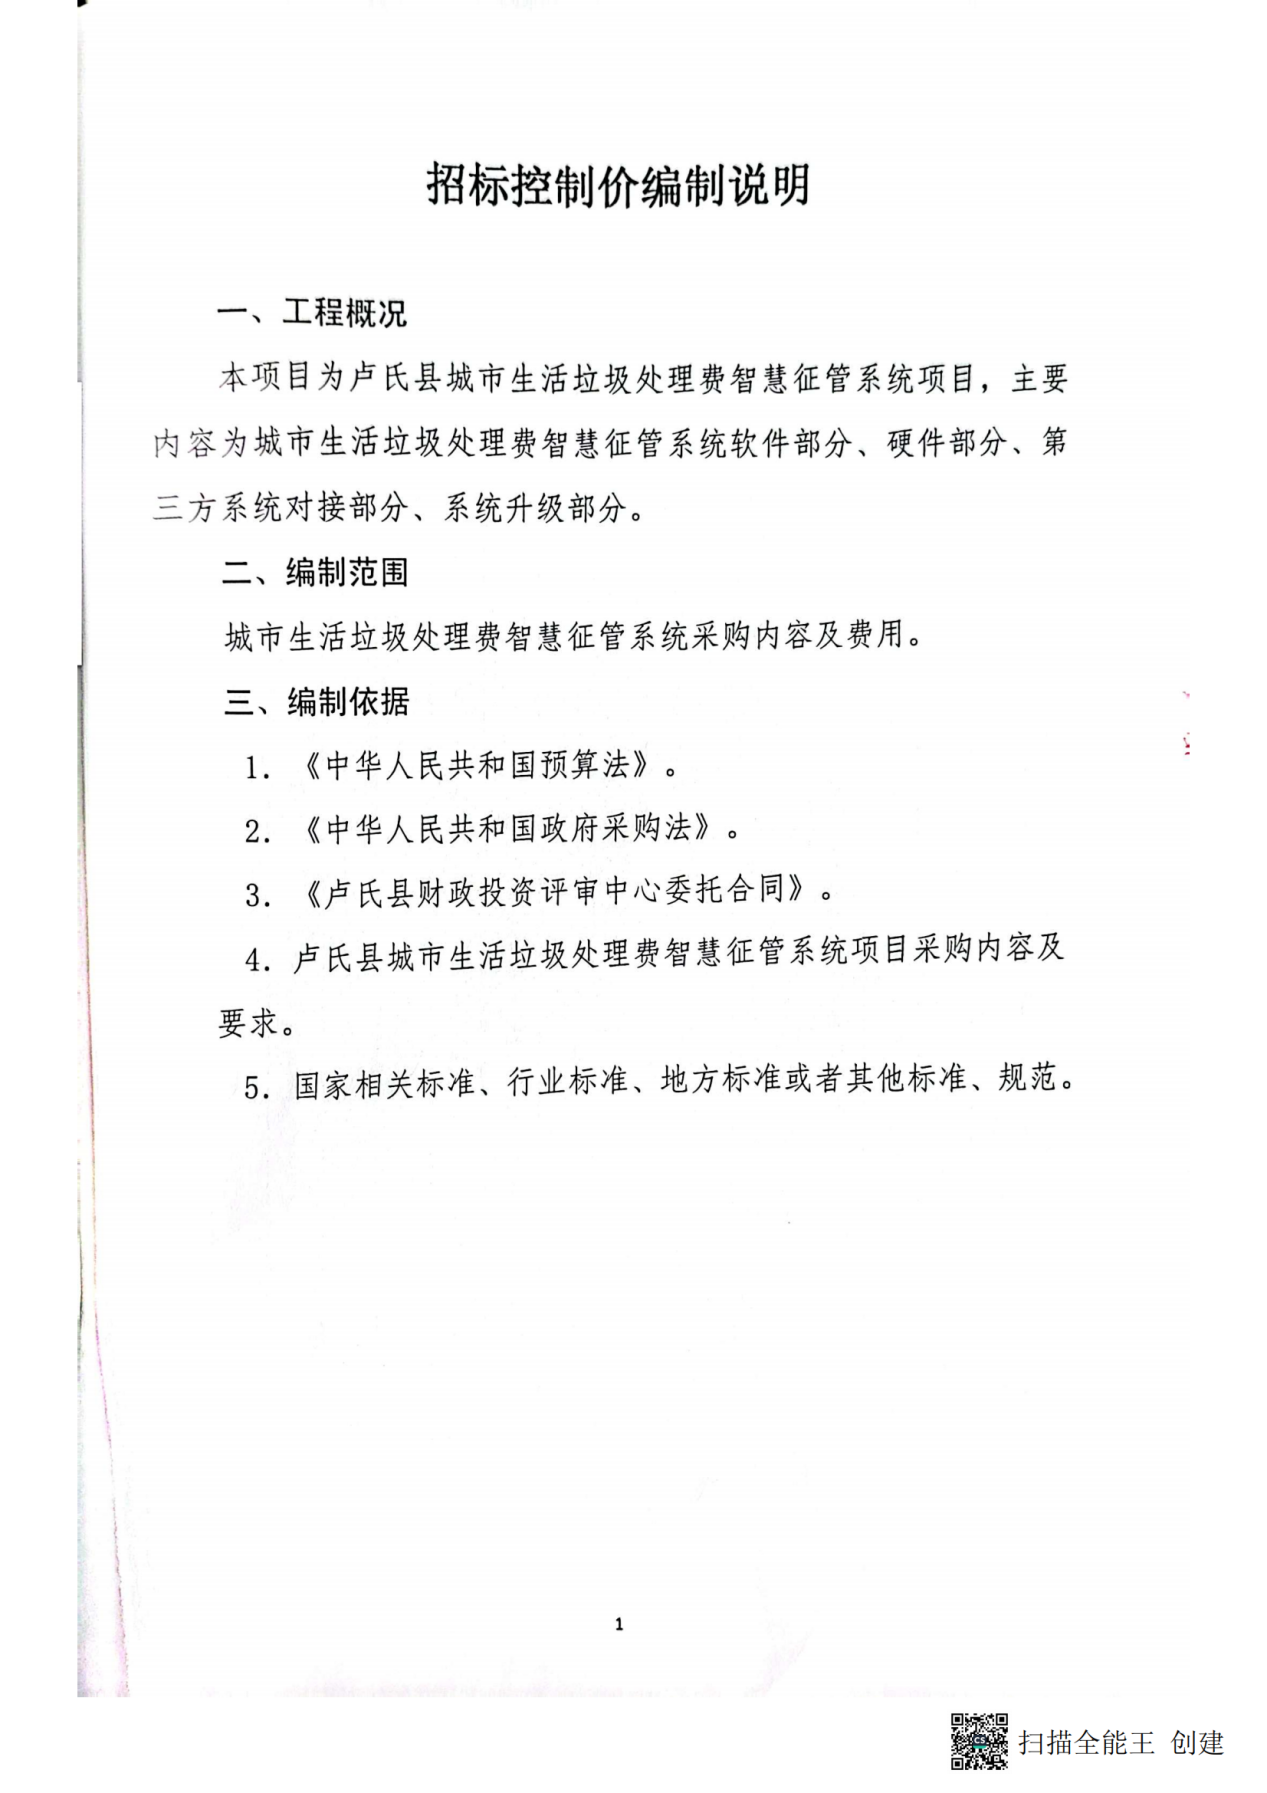 招标控制价编制说明
一、工程概况
本项目为卢氏县城市生活垃圾处理费智慧征管系统项目，主要
内容为城市生活垃圾处理费智慧征管系统软件部分、硬件部分、第
三方系统对接部分、系统升级部分。
二、编制范围
城市生活垃圾处理费智慧征管系统采购内容及费用。
三、编制依据
1. 《中华人民共和国预算法》。
2. 《中华人民共和国政府采购法》。
3. 《卢氏县财政投资评审中心委托合同》。
4. 卢氏县城市生活垃圾处理费智慧征管系统项目采购内容及
要求。
5. 国家相关标准、行业标准、地方标准或者其他标准、规范。
1
扫描全能王 创建